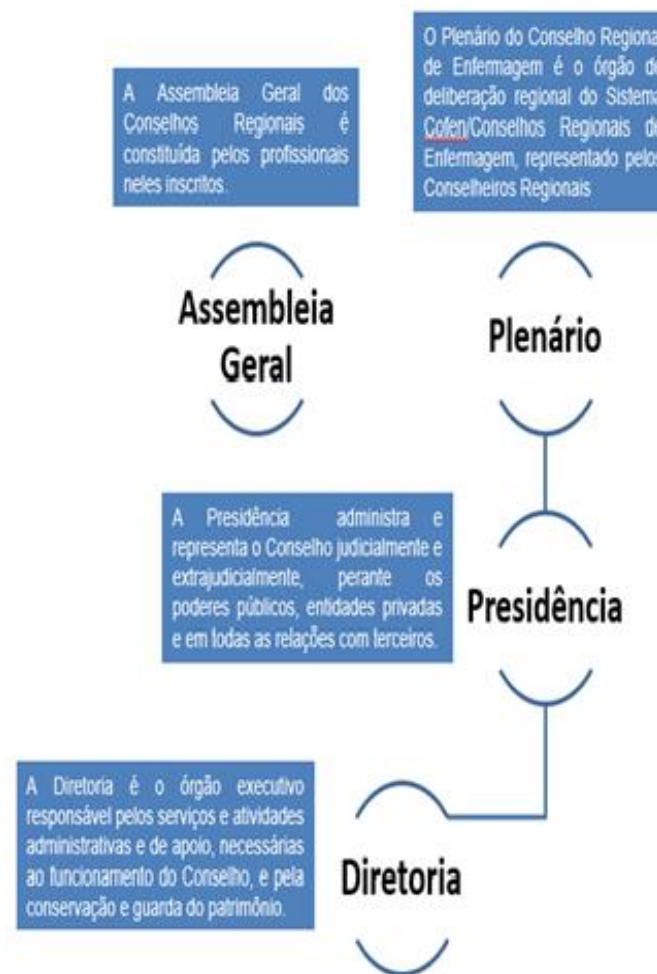 A Assembleia Geral dos
Conselhos Regionais é
constituída pelos profissionais
neles inscritos.
O Plenário do Conselho Regiona
de Enfermagem é o órgão de
deliberação regional do Sistema
Cofen/Conselhos Regionais de
Enfermagem, representado pelos
Conselheiros Regionais
Assembleia
Geral
Plenário
A Presidência administra e
representa o Conselho judicialmente e
extrajudicialmente, perante os
poderes públicos, entidades privadas
e em todas as relações com terceiros.
Presidência
A Diretoria é o órgão executivo
responsável pelos serviços e atividades
administrativas e de apoio, necessárias
ao funcionamento do Conselho, e pela
conservação e guarda do patrimônio.
Diretoria